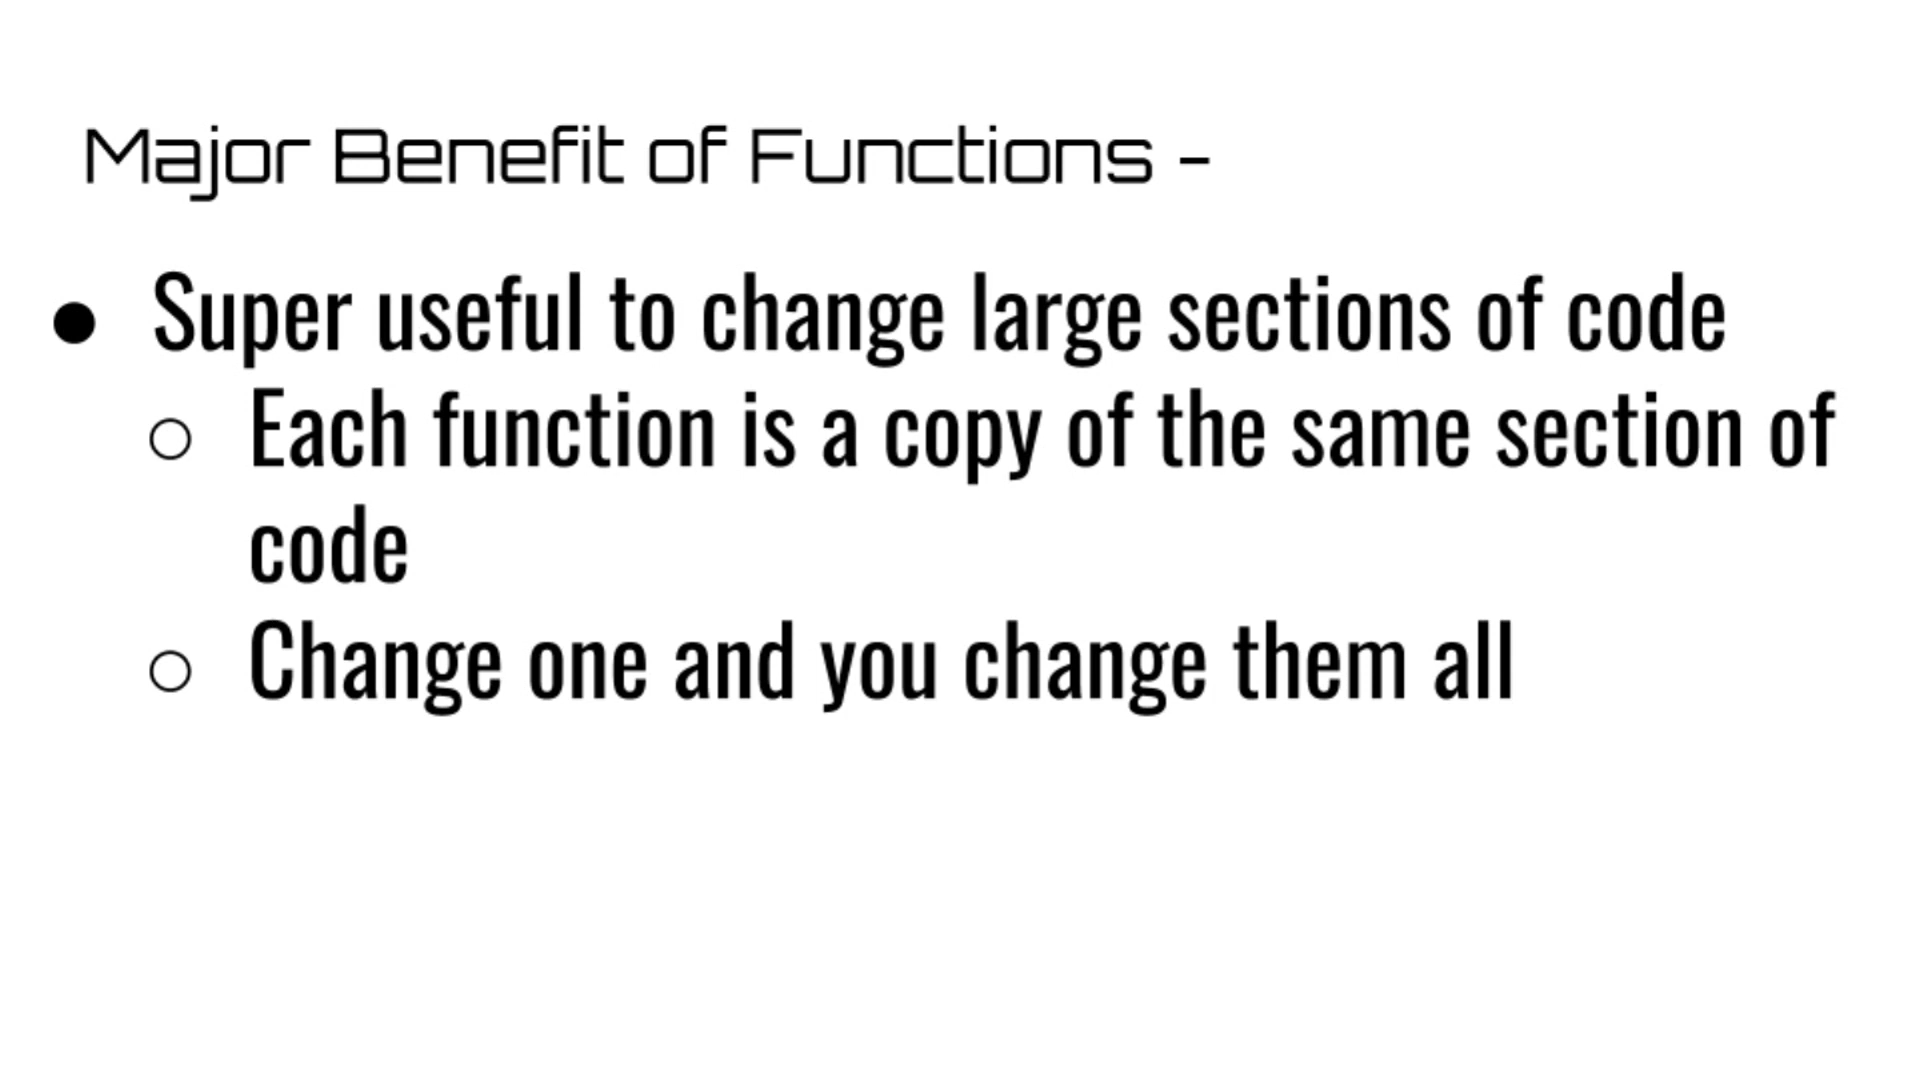 Major Benefit of Functions -
● Super useful to change large sections of code
○ Each function is a copy of the same section of
code
○ Change one and you change them all